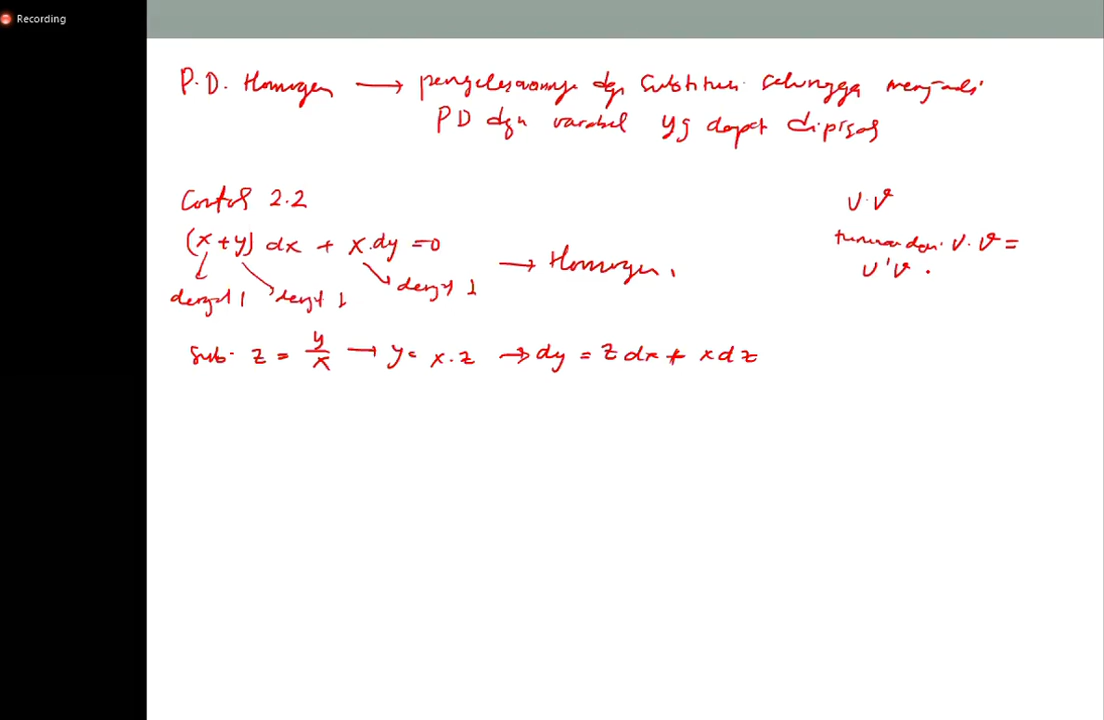 Recording
P.D. Homogen → pengelesaiannya dgn substitusi sehingga menjadi
PD dgn variabel yg dapat dipisah
Contoh 2.2
(x+y) dx + x.dy = 0 → Homogen,
derajat 1 derajat 1 derajat 1
Sub. z = y/x → y = x.z → dy = z dx + x dz
U.V
turunan dari U.V =
U'V.